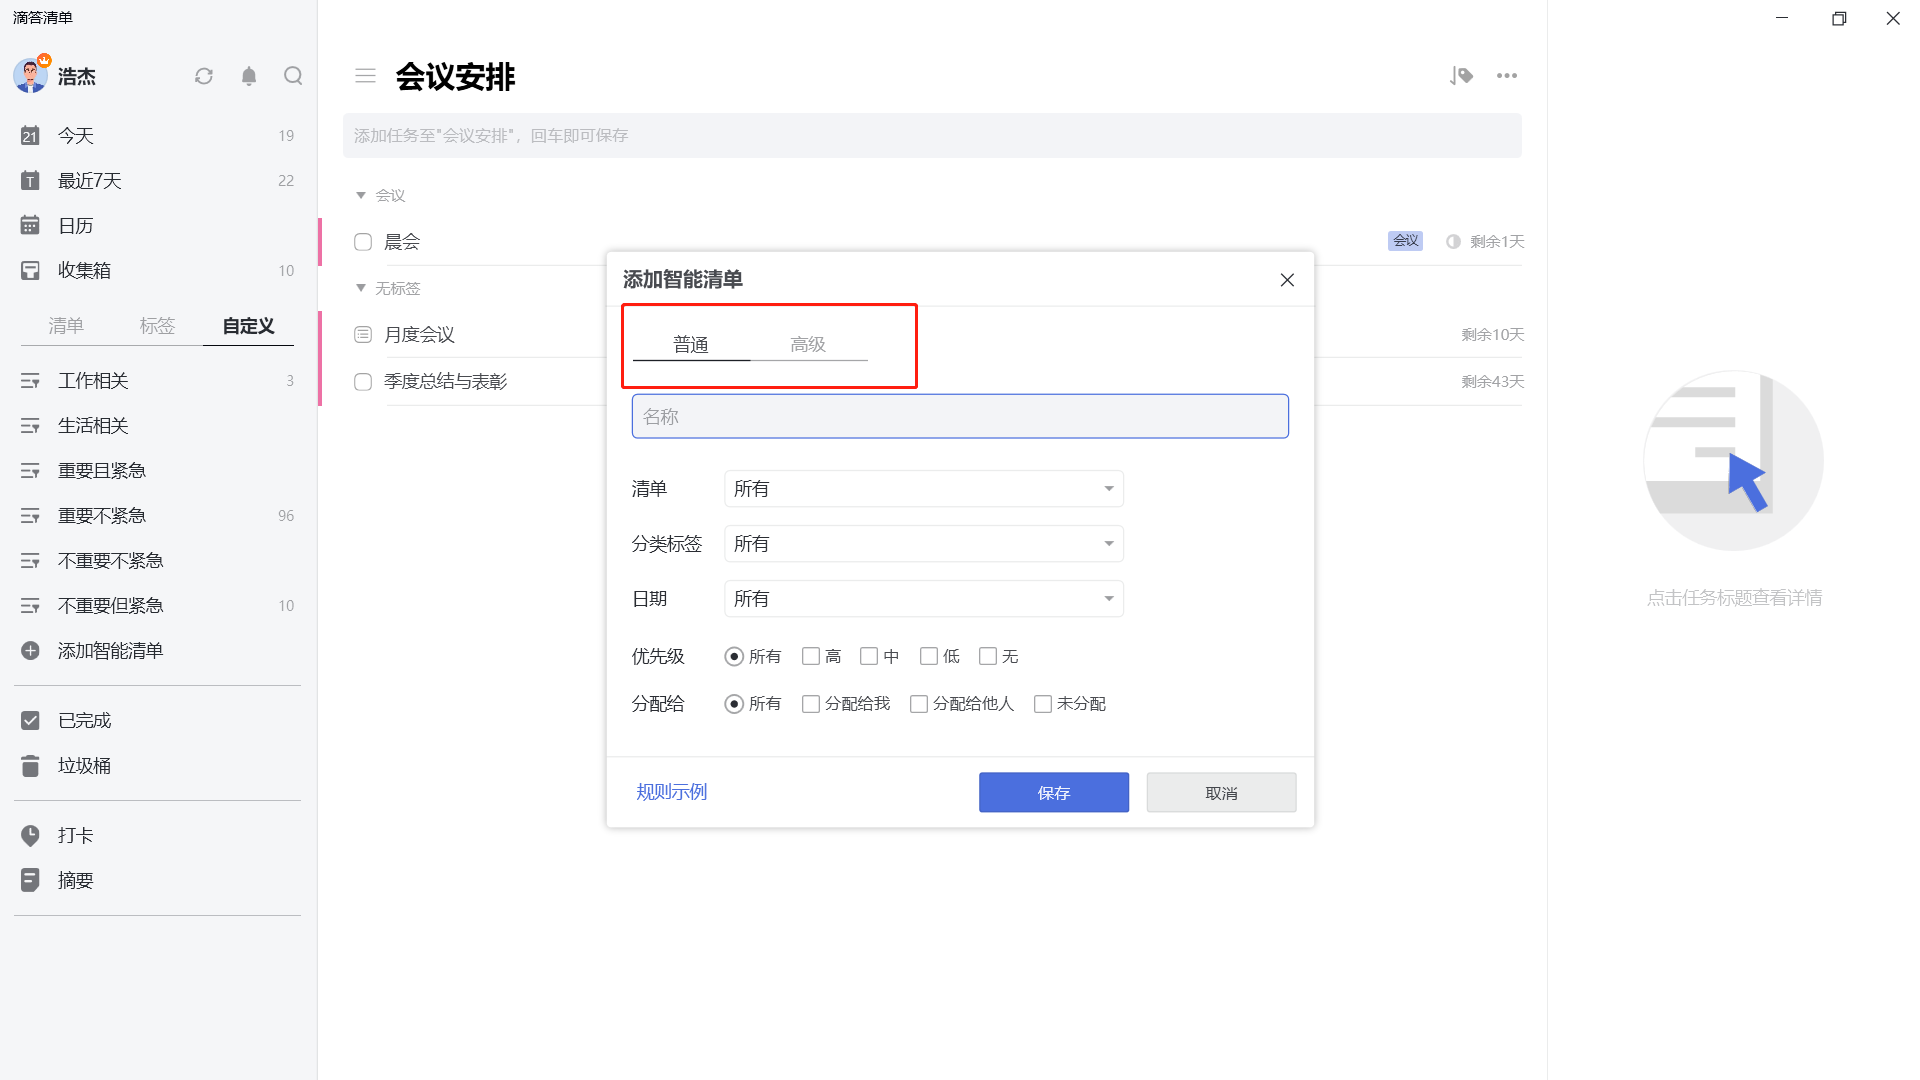 滴答清单
浩杰
21 今天 19
T 最近7天 22
日历
收集箱 10
清单 标签 自定义
工作相关 3
生活相关
重要且紧急
重要不紧急 96
不重要不紧急
不重要但紧急 10
添加智能清单
已完成
垃圾桶
打卡
摘要
会议安排
添加任务至"会议安排"，回车即可保存
会议
晨会 会议 剩余1天
无标签
月度会议 剩余10天
季度总结与表彰 剩余43天
添加智能清单
普通 高级
名称
清单 所有
分类标签 所有
日期 所有
优先级 所有 高 中 低 无
分配给 所有 分配给我 分配给他人 未分配
规则示例 保存 取消
点击任务标题查看详情